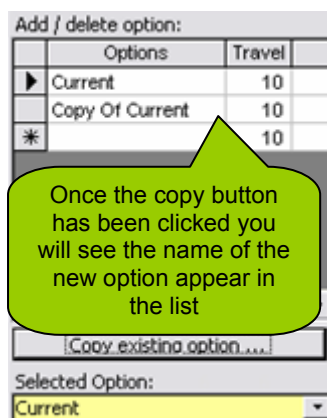 Add / delete option:
Options Travel
Current 10
Copy Of Current 10
10
Once the copy button
has been clicked you
will see the name of the
new option appear in
the list
Copy existing option ...
Selected Option:
Current